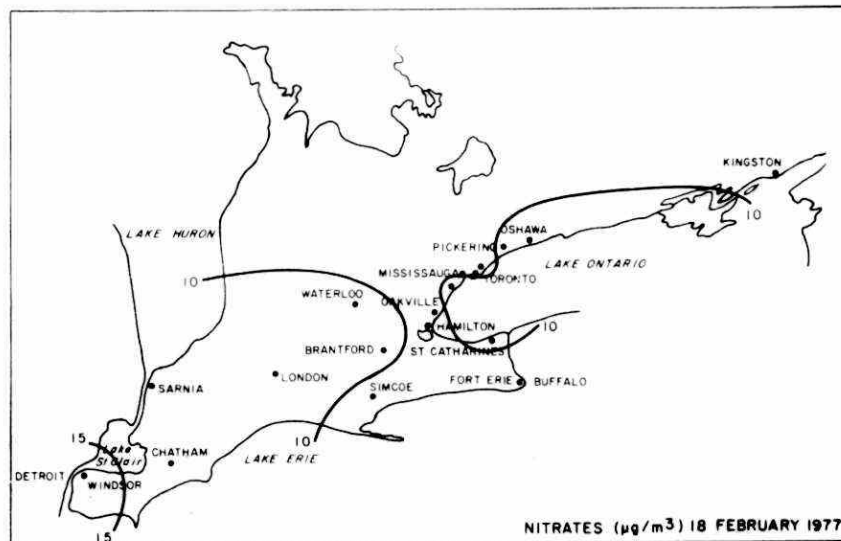 KINGSTON
10
OSHAWA
LAKE HURON
PICKERING
LAKE ONTARIO
10
MISSISSAUGA
TORONTO
WATERLOO
OAKVILLE
HAMILTON
10
BRANTFORD
ST CATHARINES
LONDON
FORT ERIE
BUFFALO
SARNIA
SIMCOE
15
10
Lake
St Clair
CHATHAM
LAKE ERIE
DETROIT
WINDSOR
15
NITRATES (µg/m3) 18 FEBRUARY 1977